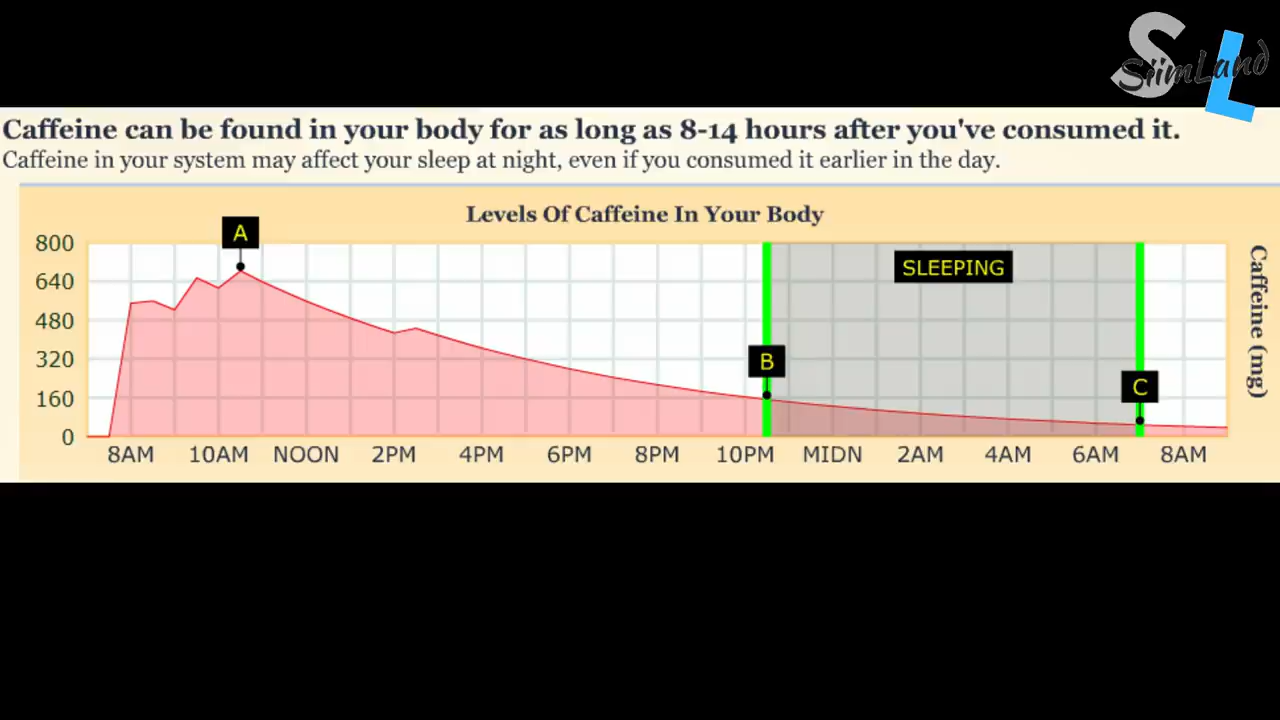 S L
SiimLand
Caffeine can be found in your body for as long as 8-14 hours after you've consumed it.
Caffeine in your system may affect your sleep at night, even if you consumed it earlier in the day.
Levels Of Caffeine In Your Body
A
800
640
480
320
160
0
SLEEPING
B
C
Caffeine (mg)
8AM 10AM NOON 2PM 4PM 6PM 8PM 10PM MIDN 2AM 4AM 6AM 8AM